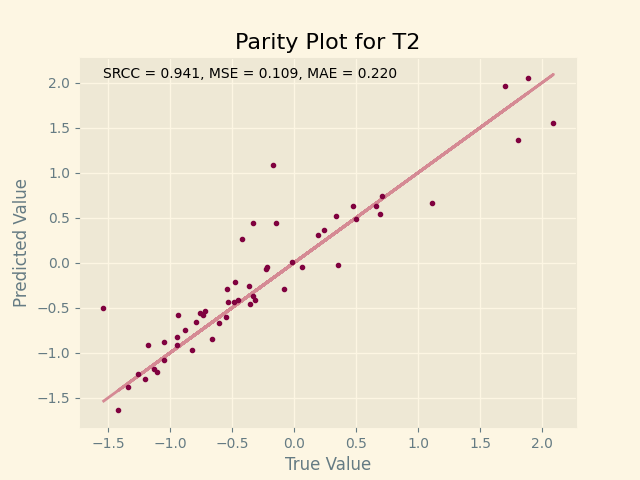 Parity Plot for T2
SRCC = 0.941, MSE = 0.109, MAE = 0.220
2.0
1.5
1.0
0.5
0.0
−0.5
−1.0
−1.5
Predicted Value
−1.5 −1.0 −0.5 0.0 0.5 1.0 1.5 2.0
True Value